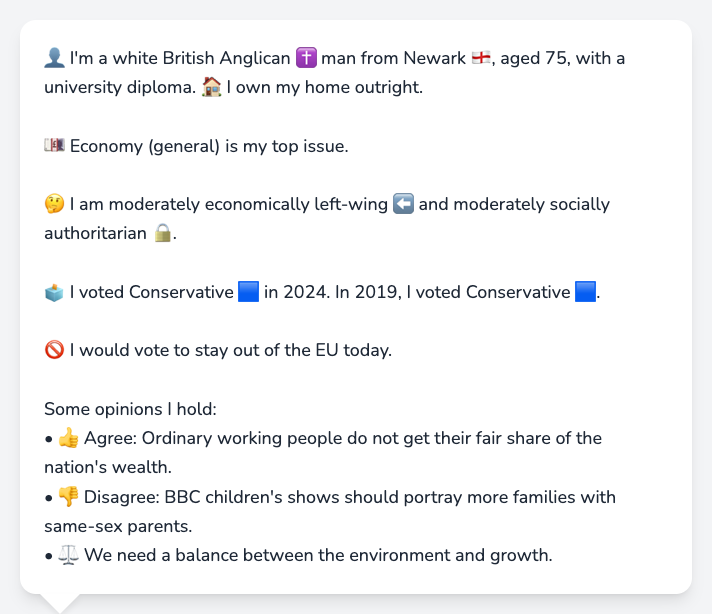 👤 I'm a white British Anglican ✝️ man from Newark 🏴󠁧󠁢󠁥󠁮󠁧󠁿, aged 75, with a
university diploma. 🏠 I own my home outright.
💷 Economy (general) is my top issue.
🤔 I am moderately economically left-wing ⬅️ and moderately socially
authoritarian 🔒.
🗳️ I voted Conservative 🟦 in 2024. In 2019, I voted Conservative 🟦.
🚫 I would vote to stay out of the EU today.
Some opinions I hold:
• 👍 Agree: Ordinary working people do not get their fair share of the
nation's wealth.
• 👎 Disagree: BBC children's shows should portray more families with
same-sex parents.
• ⚖️ We need a balance between the environment and growth.